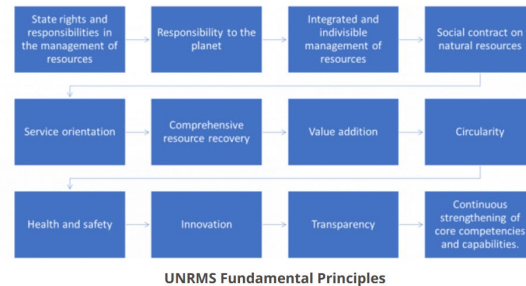 State rights and
responsibilities in
the management of
resources
Responsibility to the
planet
Integrated and
indivisible
management of
resources
Social contract on
natural resources
Service orientation
Comprehensive
resource recovery
Value addition
Circularity
Health and safety
Innovation
Transparency
Continuous
strengthening of
core competencies
and capabilities.
UNRMS Fundamental Principles